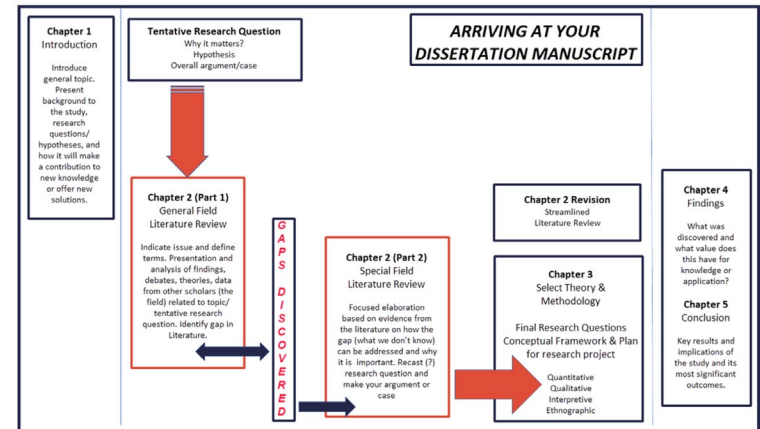 ARRIVING AT YOUR
DISSERTATION MANUSCRIPT
Chapter 1
Introduction
Introduce
general topic.
Present
background to
the study,
research
questions/
hypotheses, and
how it will make
a contribution to
new knowledge
or offer new
solutions.
Tentative Research Question
Why it matters?
Hypothesis
Overall argument/case
Chapter 2 (Part 1)
General Field
Literature Review
Indicate issue and define
terms. Presentation and
analysis of findings,
debates, theories, data
from other scholars (the
field) related to topic/
tentative research
question. Identify gap in
Literature.
GAPS DISCOVERED
Chapter 2 (Part 2)
Special Field
Literature Review
Focused elaboration
based on evidence from
the literature on how the
gap (what we don't know)
can be addressed and why
it is important. Recast (?)
research question and
make your argument or
case
Chapter 2 Revision
Streamlined
Literature Review
Chapter 3
Select Theory &
Methodology
Final Research Questions
Conceptual Framework & Plan
for research project
Quantitative
Qualitative
Interpretive
Ethnographic
Chapter 4
Findings
What was
discovered and
what value does
this have for
knowledge or
application?
Chapter 5
Conclusion
Key results and
implications of
the study and its
most significant
outcomes.